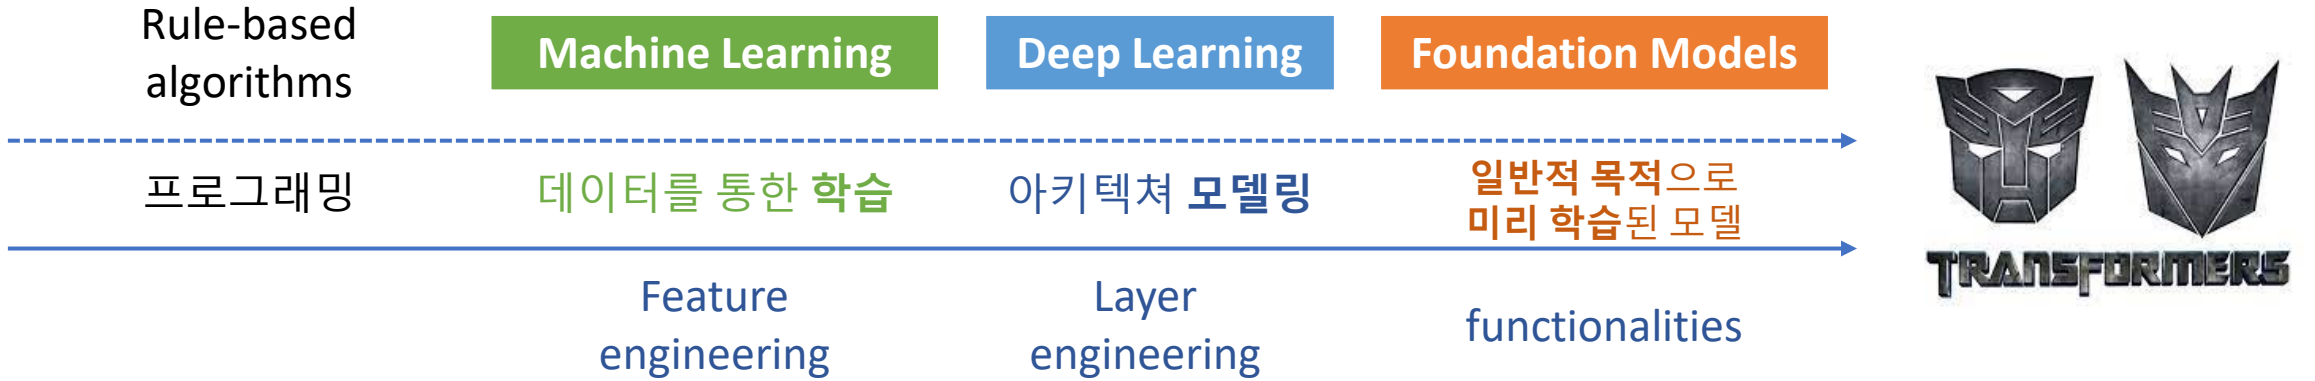 Rule-based
algorithms
Machine Learning
Deep Learning
Foundation Models
프로그래밍
데이터를 통한 학습
아키텍쳐 모델링
일반적 목적으로
미리 학습된 모델
Feature
engineering
Layer
engineering
functionalities
TRANSFORMERS